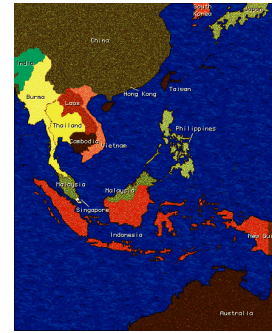 South
Korea
Japan
China
India
Taiwan
Hong Kong
Burma
Laos
Thailand
Philippines
Cambodia
Vietnam
Malaysia
Malaysia
Singapore
Indonesia
New Gui
Australia